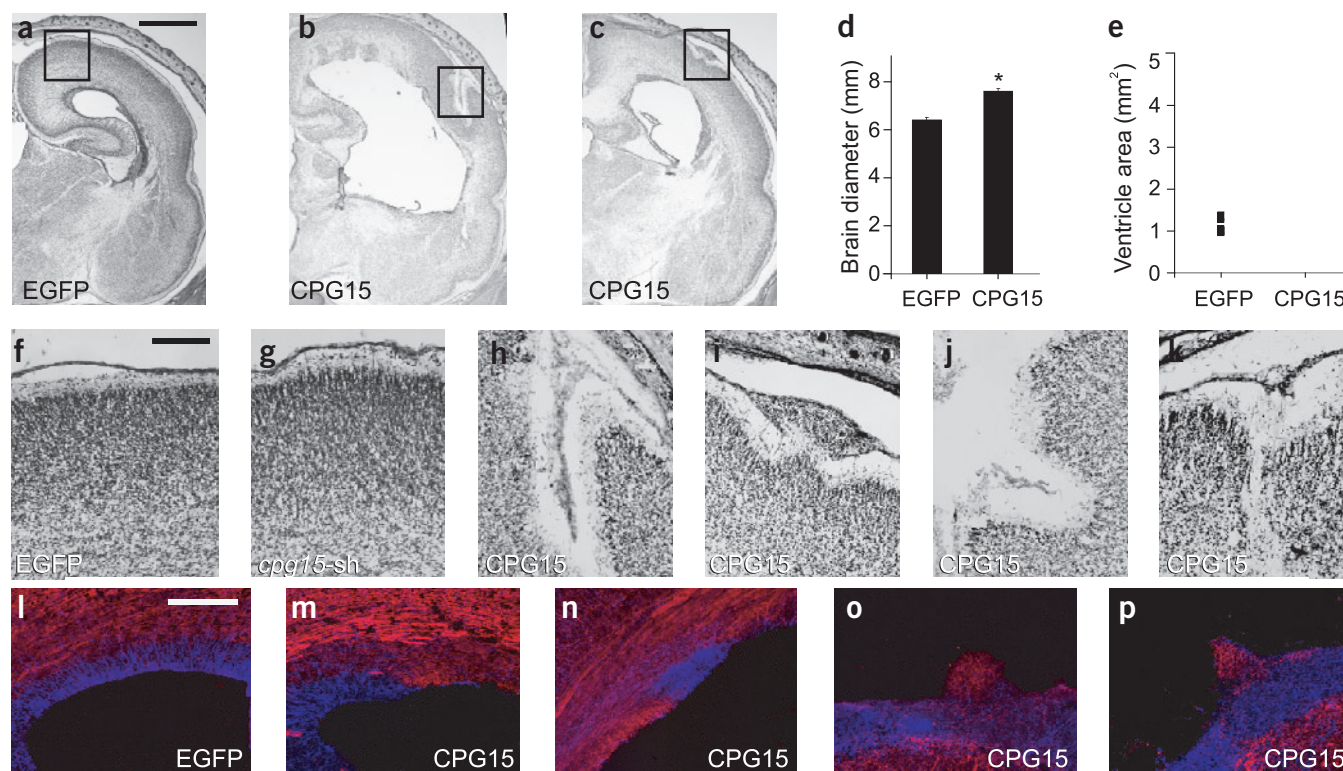 a
EGFP
b
CPG15
c
CPG15
d
Brain diameter (mm)
8
6
4
2
0
*
EGFP CPG15
e
Ventricle area (mm²)
5
4
3
2
1
0
EGFP CPG15
f
EGFP
g
cpg15-sh
h
CPG15
i
CPG15
j
CPG15
k
CPG15
l
EGFP
m
CPG15
n
CPG15
o
CPG15
p
CPG15